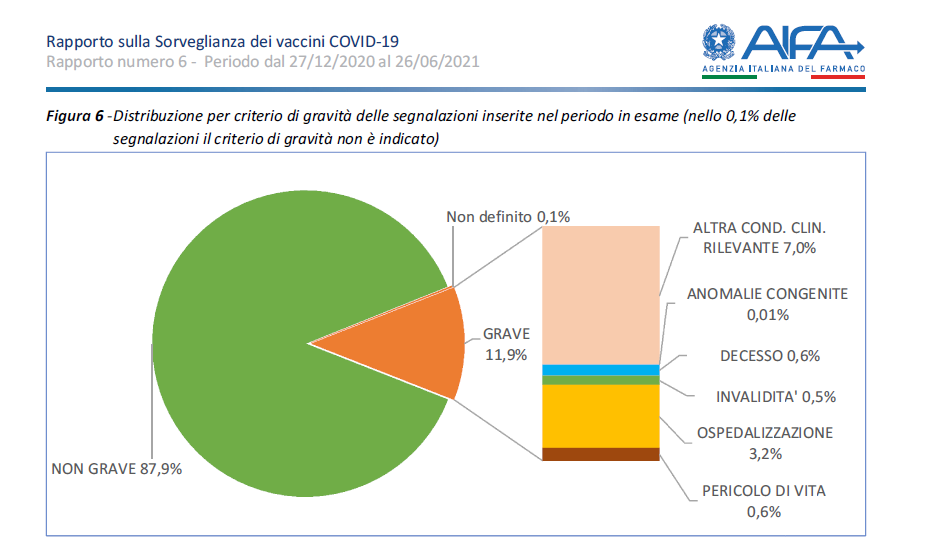 Rapporto sulla Sorveglianza dei vaccini COVID-19
Rapporto numero 6 - Periodo dal 27/12/2020 al 26/06/2021
AIFA
AGENZIA ITALIANA DEL FARMACO
Figura 6 -Distribuzione per criterio di gravità delle segnalazioni inserite nel periodo in esame (nello 0,1% delle
segnalazioni il criterio di gravità non è indicato)
Non definito 0,1%
ALTRA COND. CLIN.
RILEVANTE 7,0%
ANOMALIE CONGENITE
0,01%
GRAVE
11,9%
DECESSO 0,6%
INVALIDITA' 0,5%
OSPEDALIZZAZIONE
3,2%
NON GRAVE 87,9%
PERICOLO DI VITA
0,6%